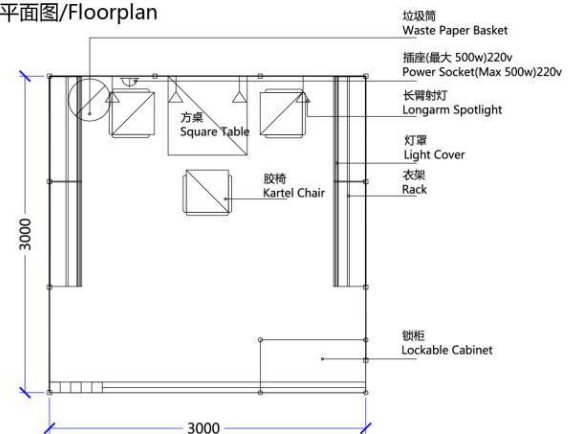 平面图/Floorplan
垃圾筒
Waste Paper Basket
插座(最大 500w)220v
Power Socket(Max 500w)220v
长臂射灯
Longarm Spotlight
方桌
Square Table
灯罩
Light Cover
胶椅
Kartel Chair
衣架
Rack
3000
锁柜
Lockable Cabinet
3000